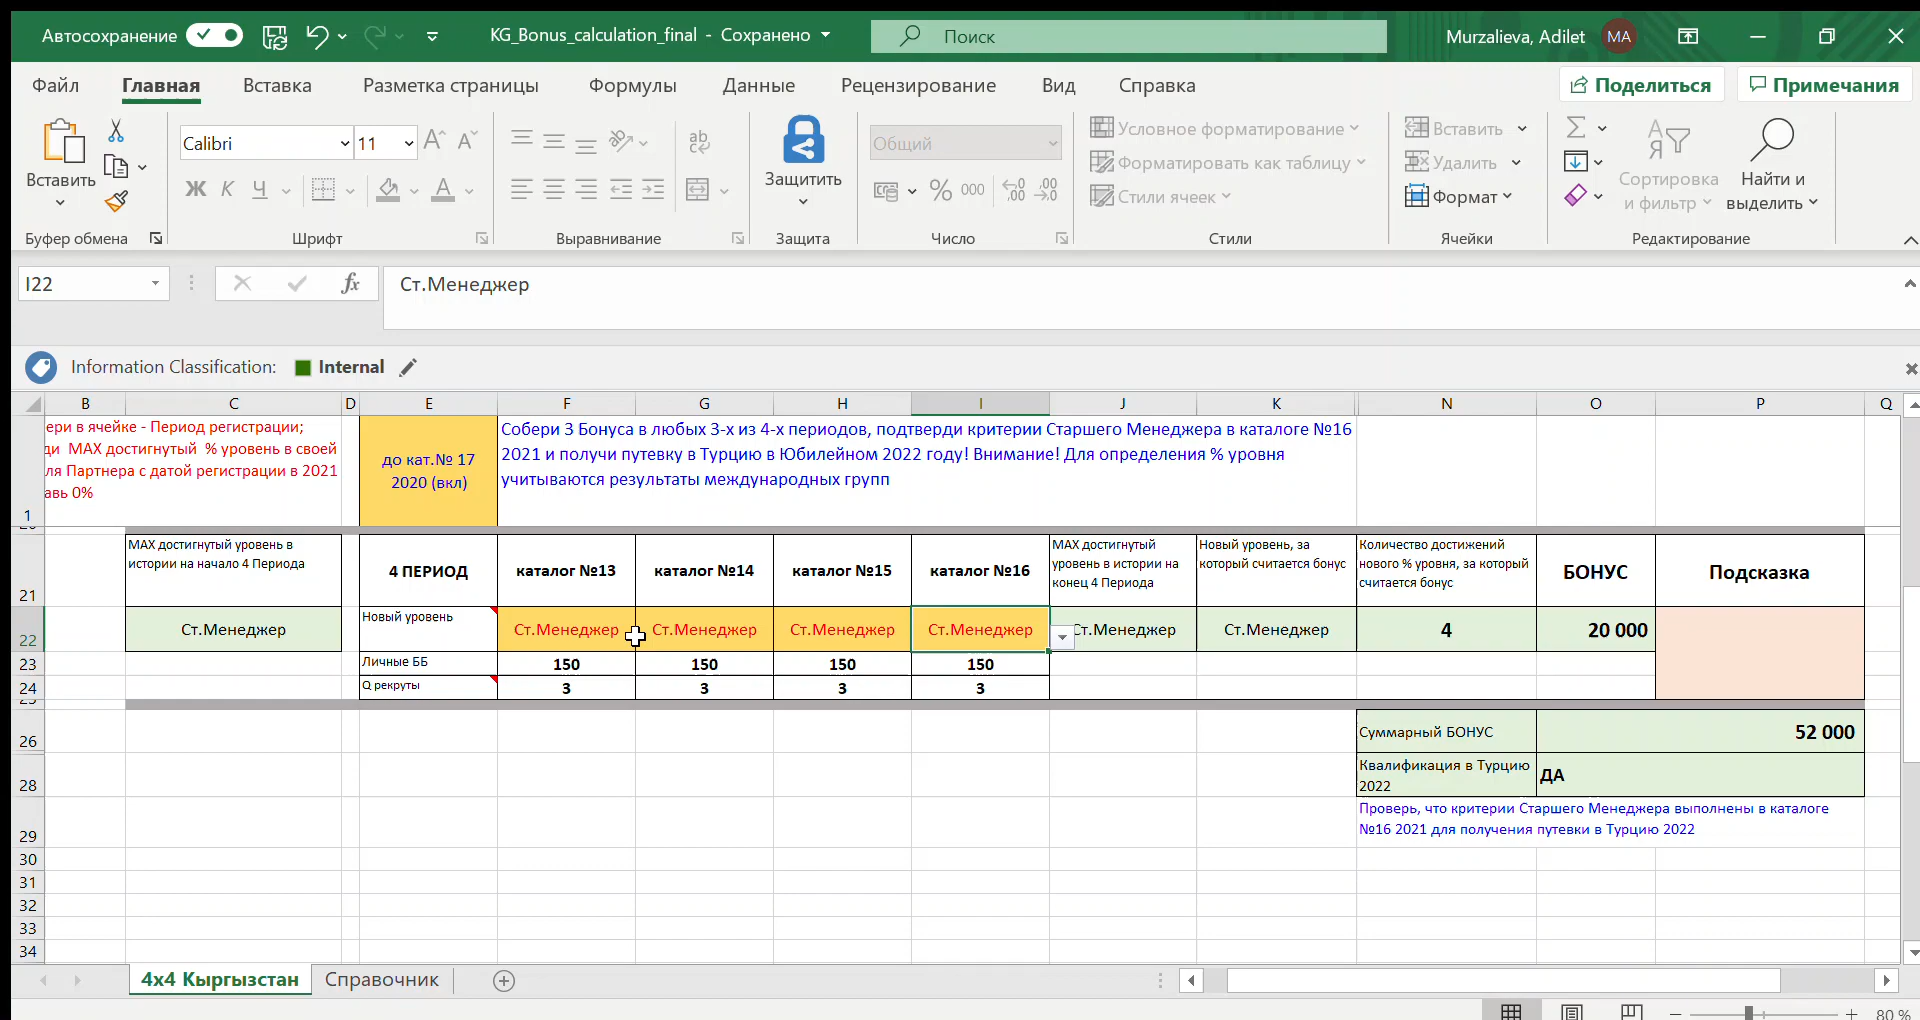 Автосохранение KG_Bonus_calculation_final - Сохранено Поиск Murzalieva, Adilet MA
Файл Главная Вставка Разметка страницы Формулы Данные Рецензирование Вид Справка Поделиться Примечания
Вставить
Буфер обмена
Calibri 11
Ж К Ч
Шрифт
Выравнивание
Защитить
Защита
Общий
% 000
Число
Условное форматирование
Форматировать как таблицу
Стили ячеек
Стили
Вставить
Удалить
Формат
Ячейки
Сортировка
и фильтр
Найти и
выделить
Редактирование
I22 fx Ст.Менеджер
Information Classification: Internal
B C D E F G H I J K N O P Q
ери в ячейке - Период регистрации;
ди MAX достигнутый % уровень в своей
ля Партнера с датой регистрации в 2021
авь 0%
до кат.№ 17
2020 (вкл)
Собери 3 Бонуса в любых 3-х из 4-х периодов, подтверди критерии Старшего Менеджера в каталоге №16
2021 и получи путевку в Турцию в Юбилейном 2022 году! Внимание! Для определения % уровня
учитываются результаты международных групп
1
MAX достигнутый уровень в
истории на начало 4 Периода
4 ПЕРИОД
каталог №13
каталог №14
каталог №15
каталог №16
MAX достигнутый
уровень в истории на
конец 4 Периода
Новый уровень, за
который считается бонус
Количество достижений
нового % уровня, за который
считается бонус
БОНУС
Подсказка
21
22 Ст.Менеджер Новый уровень Ст.Менеджер Ст.Менеджер Ст.Менеджер Ст.Менеджер Ст.Менеджер Ст.Менеджер 4 20 000
23 Личные ББ 150 150 150 150
24 Q рекруты 3 3 3 3
26 Суммарный БОНУС 52 000
28 Квалификация в Турцию
2022
ДА
Проверь, что критерии Старшего Менеджера выполнены в каталоге
№16 2021 для получения путевки в Турцию 2022
29
30
31
32
33
34
4x4 Кыргызстан Справочник
80 %